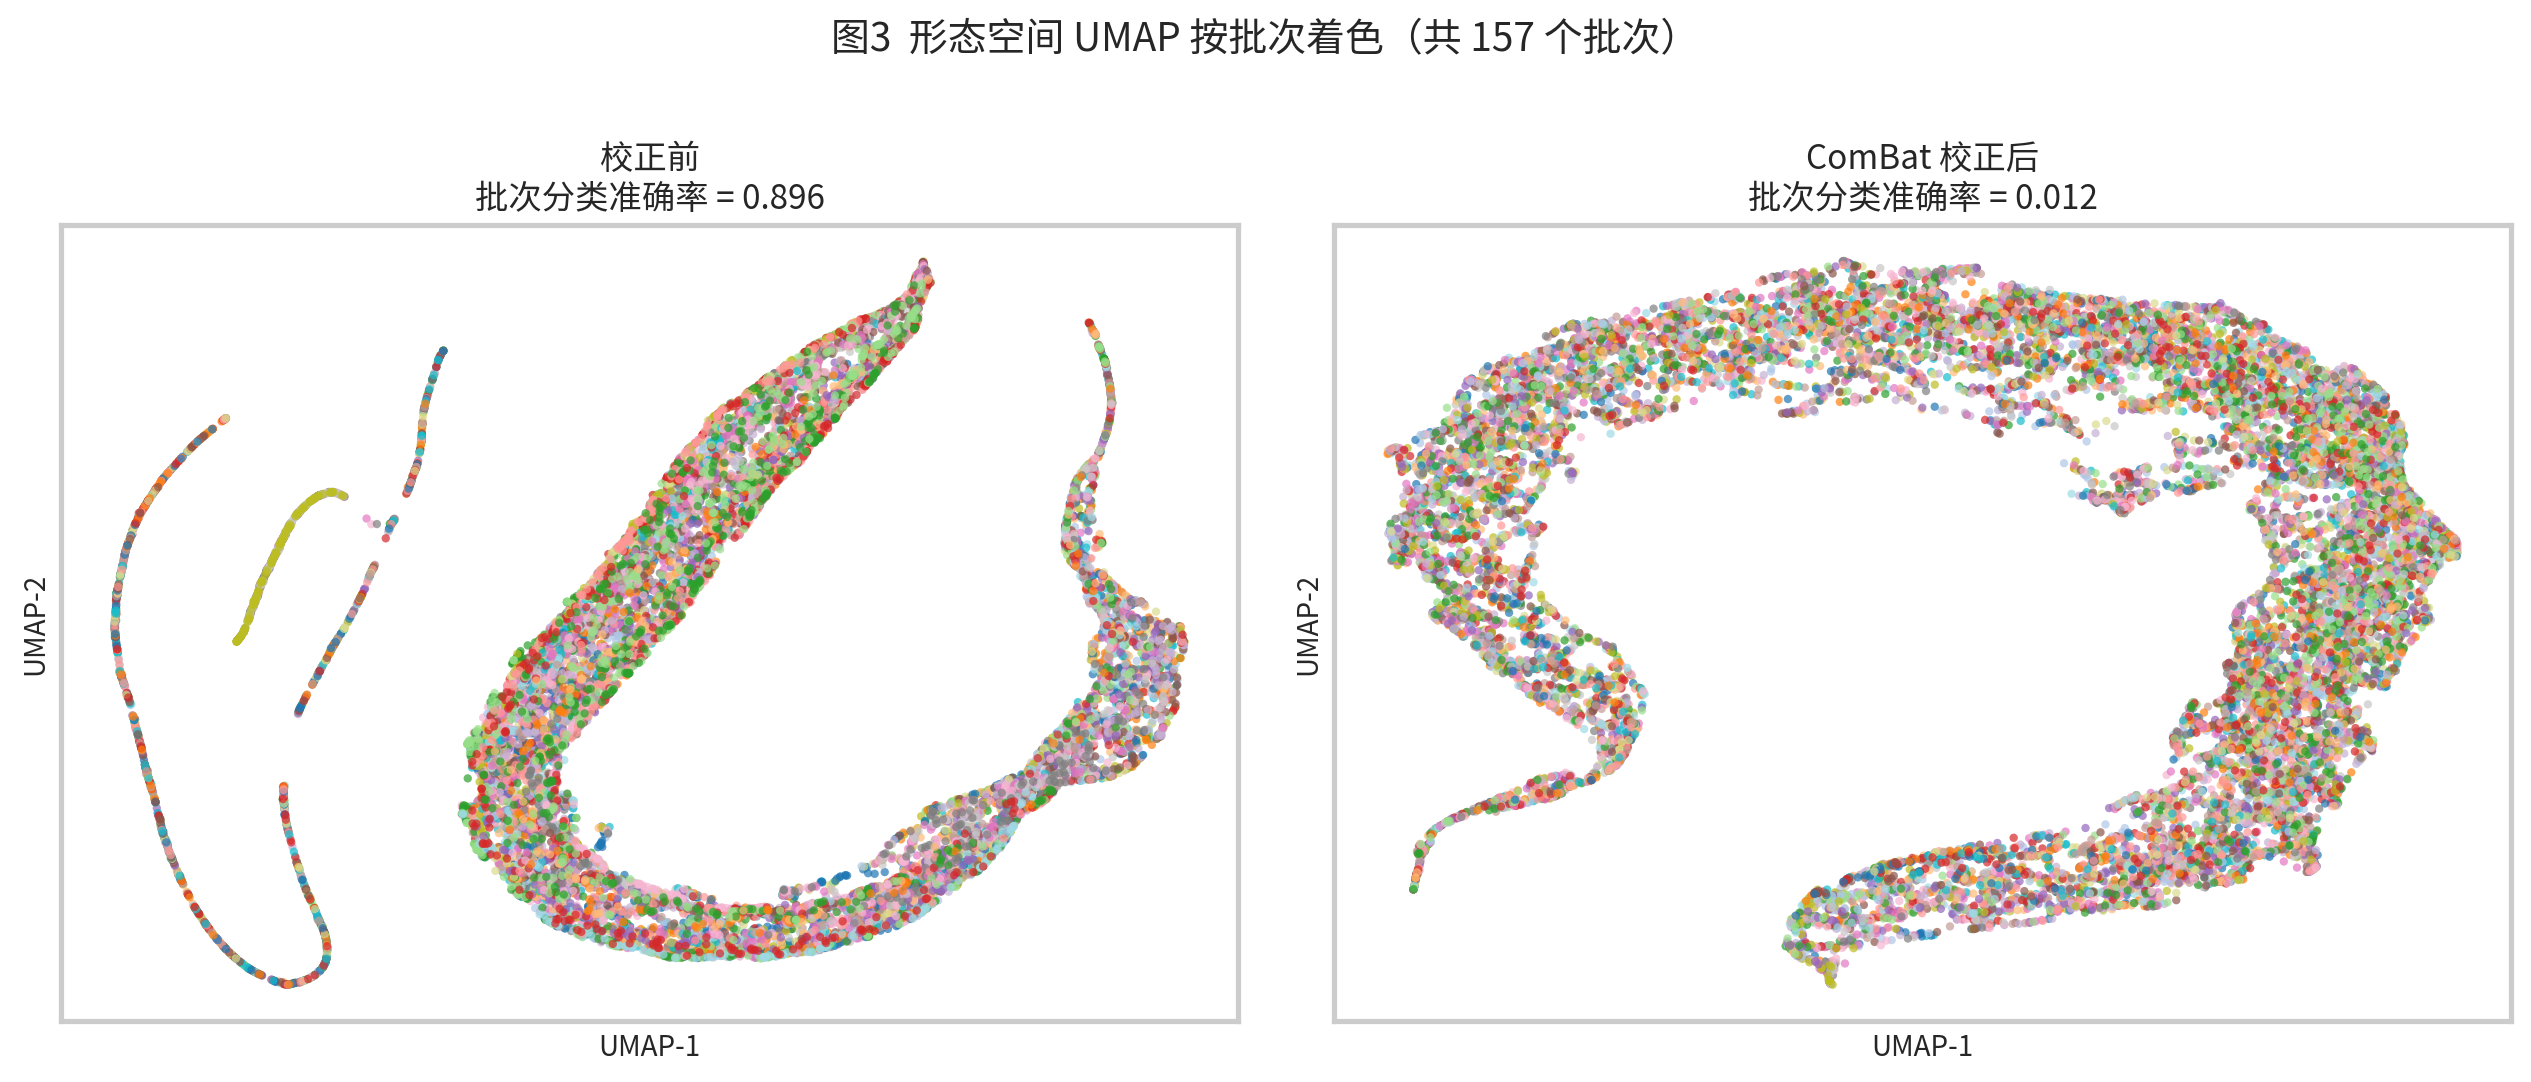 图3 形态空间 UMAP 按批次着色（共 157 个批次）
校正前
批次分类准确率 = 0.896
UMAP-2
UMAP-1
ComBat 校正后
批次分类准确率 = 0.012
UMAP-2
UMAP-1